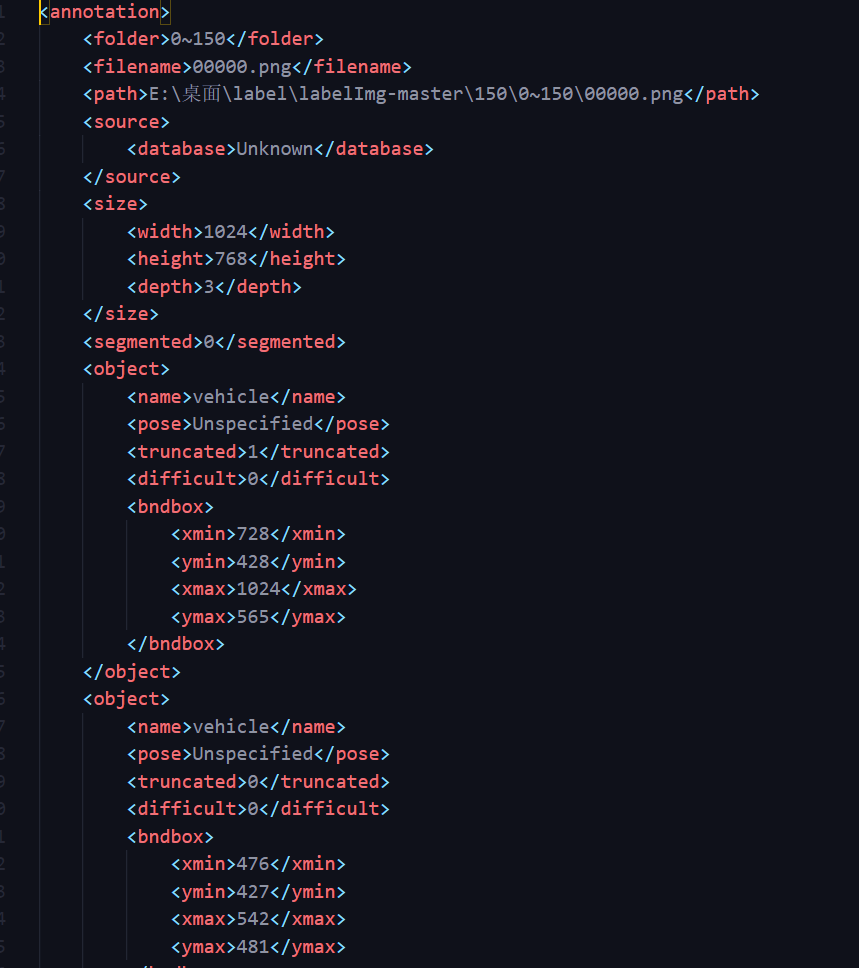 <annotation>
<folder>0~150</folder>
<filename>00000.png</filename>
<path>E:\桌面\label\labelImg-master\150\0~150\00000.png</path>
<source>
<database>Unknown</database>
</source>
<size>
<width>1024</width>
<height>768</height>
<depth>3</depth>
</size>
<segmented>0</segmented>
<object>
<name>vehicle</name>
<pose>Unspecified</pose>
<truncated>1</truncated>
<difficult>0</difficult>
<bndbox>
<xmin>728</xmin>
<ymin>428</ymin>
<xmax>1024</xmax>
<ymax>565</ymax>
</bndbox>
</object>
<object>
<name>vehicle</name>
<pose>Unspecified</pose>
<truncated>0</truncated>
<difficult>0</difficult>
<bndbox>
<xmin>476</xmin>
<ymin>427</ymin>
<xmax>542</xmax>
<ymax>481</ymax>